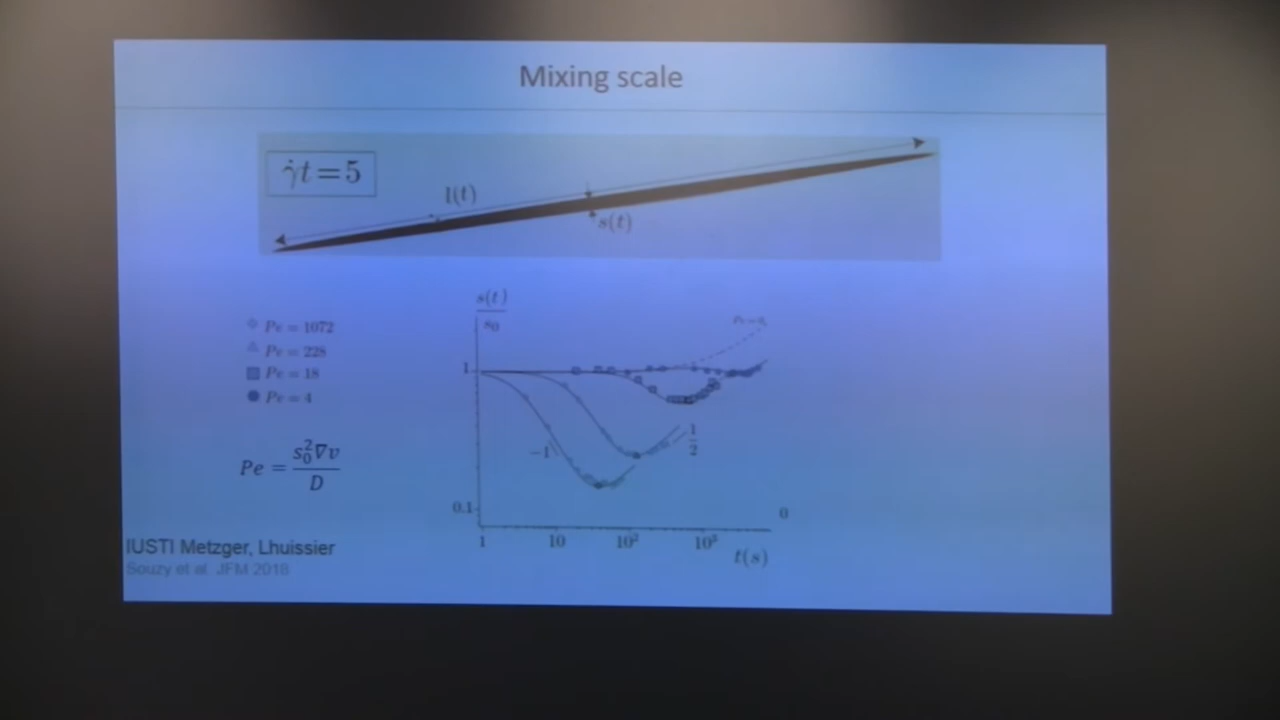 Mixing scale
γ̇t=5
l(t)
s(t)
s(t)
s₀
Pe = 1072
Pe = 228
Pe = 18
Pe = 4
1
−1
1
2
0.1
0
1
10
10²
10³
t(s)
Pe = s₀²∇v
D
IUSTI Metzger, Lhuissier
Souzy et al. JFM 2018